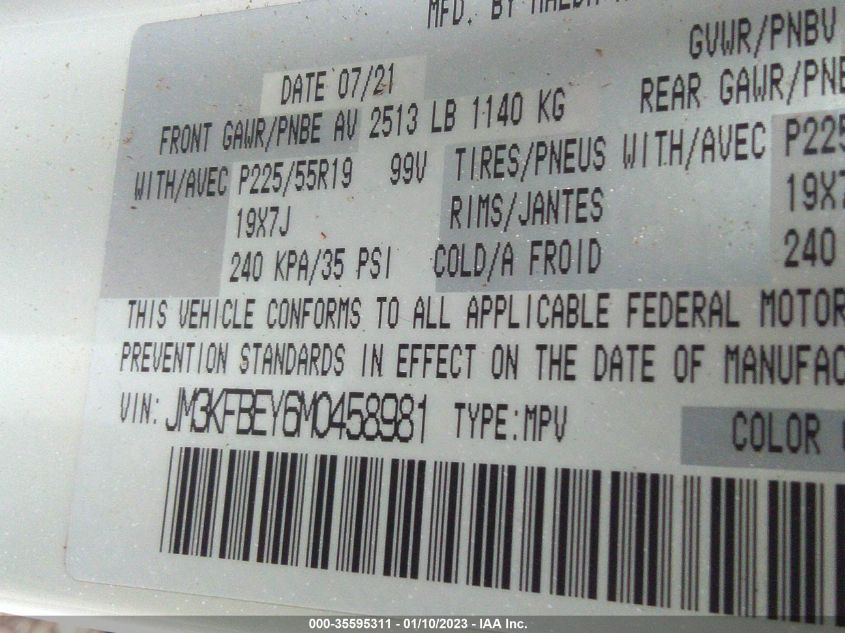 MFD. BY MAZDA
GVWR/PNBV
DATE 07/21
REAR GAWR/PNB
FRONT GAWR/PNBE AV 2513 LB 1140 KG
WITH/AVEC P225/55R19 99V TIRES/PNEUS WITH/AVEC P225
19X7J RIMS/JANTES 19X7
240 KPA/35 PSI COLD/A FROID 240
THIS VEHICLE CONFORMS TO ALL APPLICABLE FEDERAL MOTOR
PREVENTION STANDARDS IN EFFECT ON THE DATE OF MANUFAC
VIN: JM3KFBEY6M0458981 TYPE:MPV COLOR
000-35595311 - 01/10/2023 - IAA Inc.